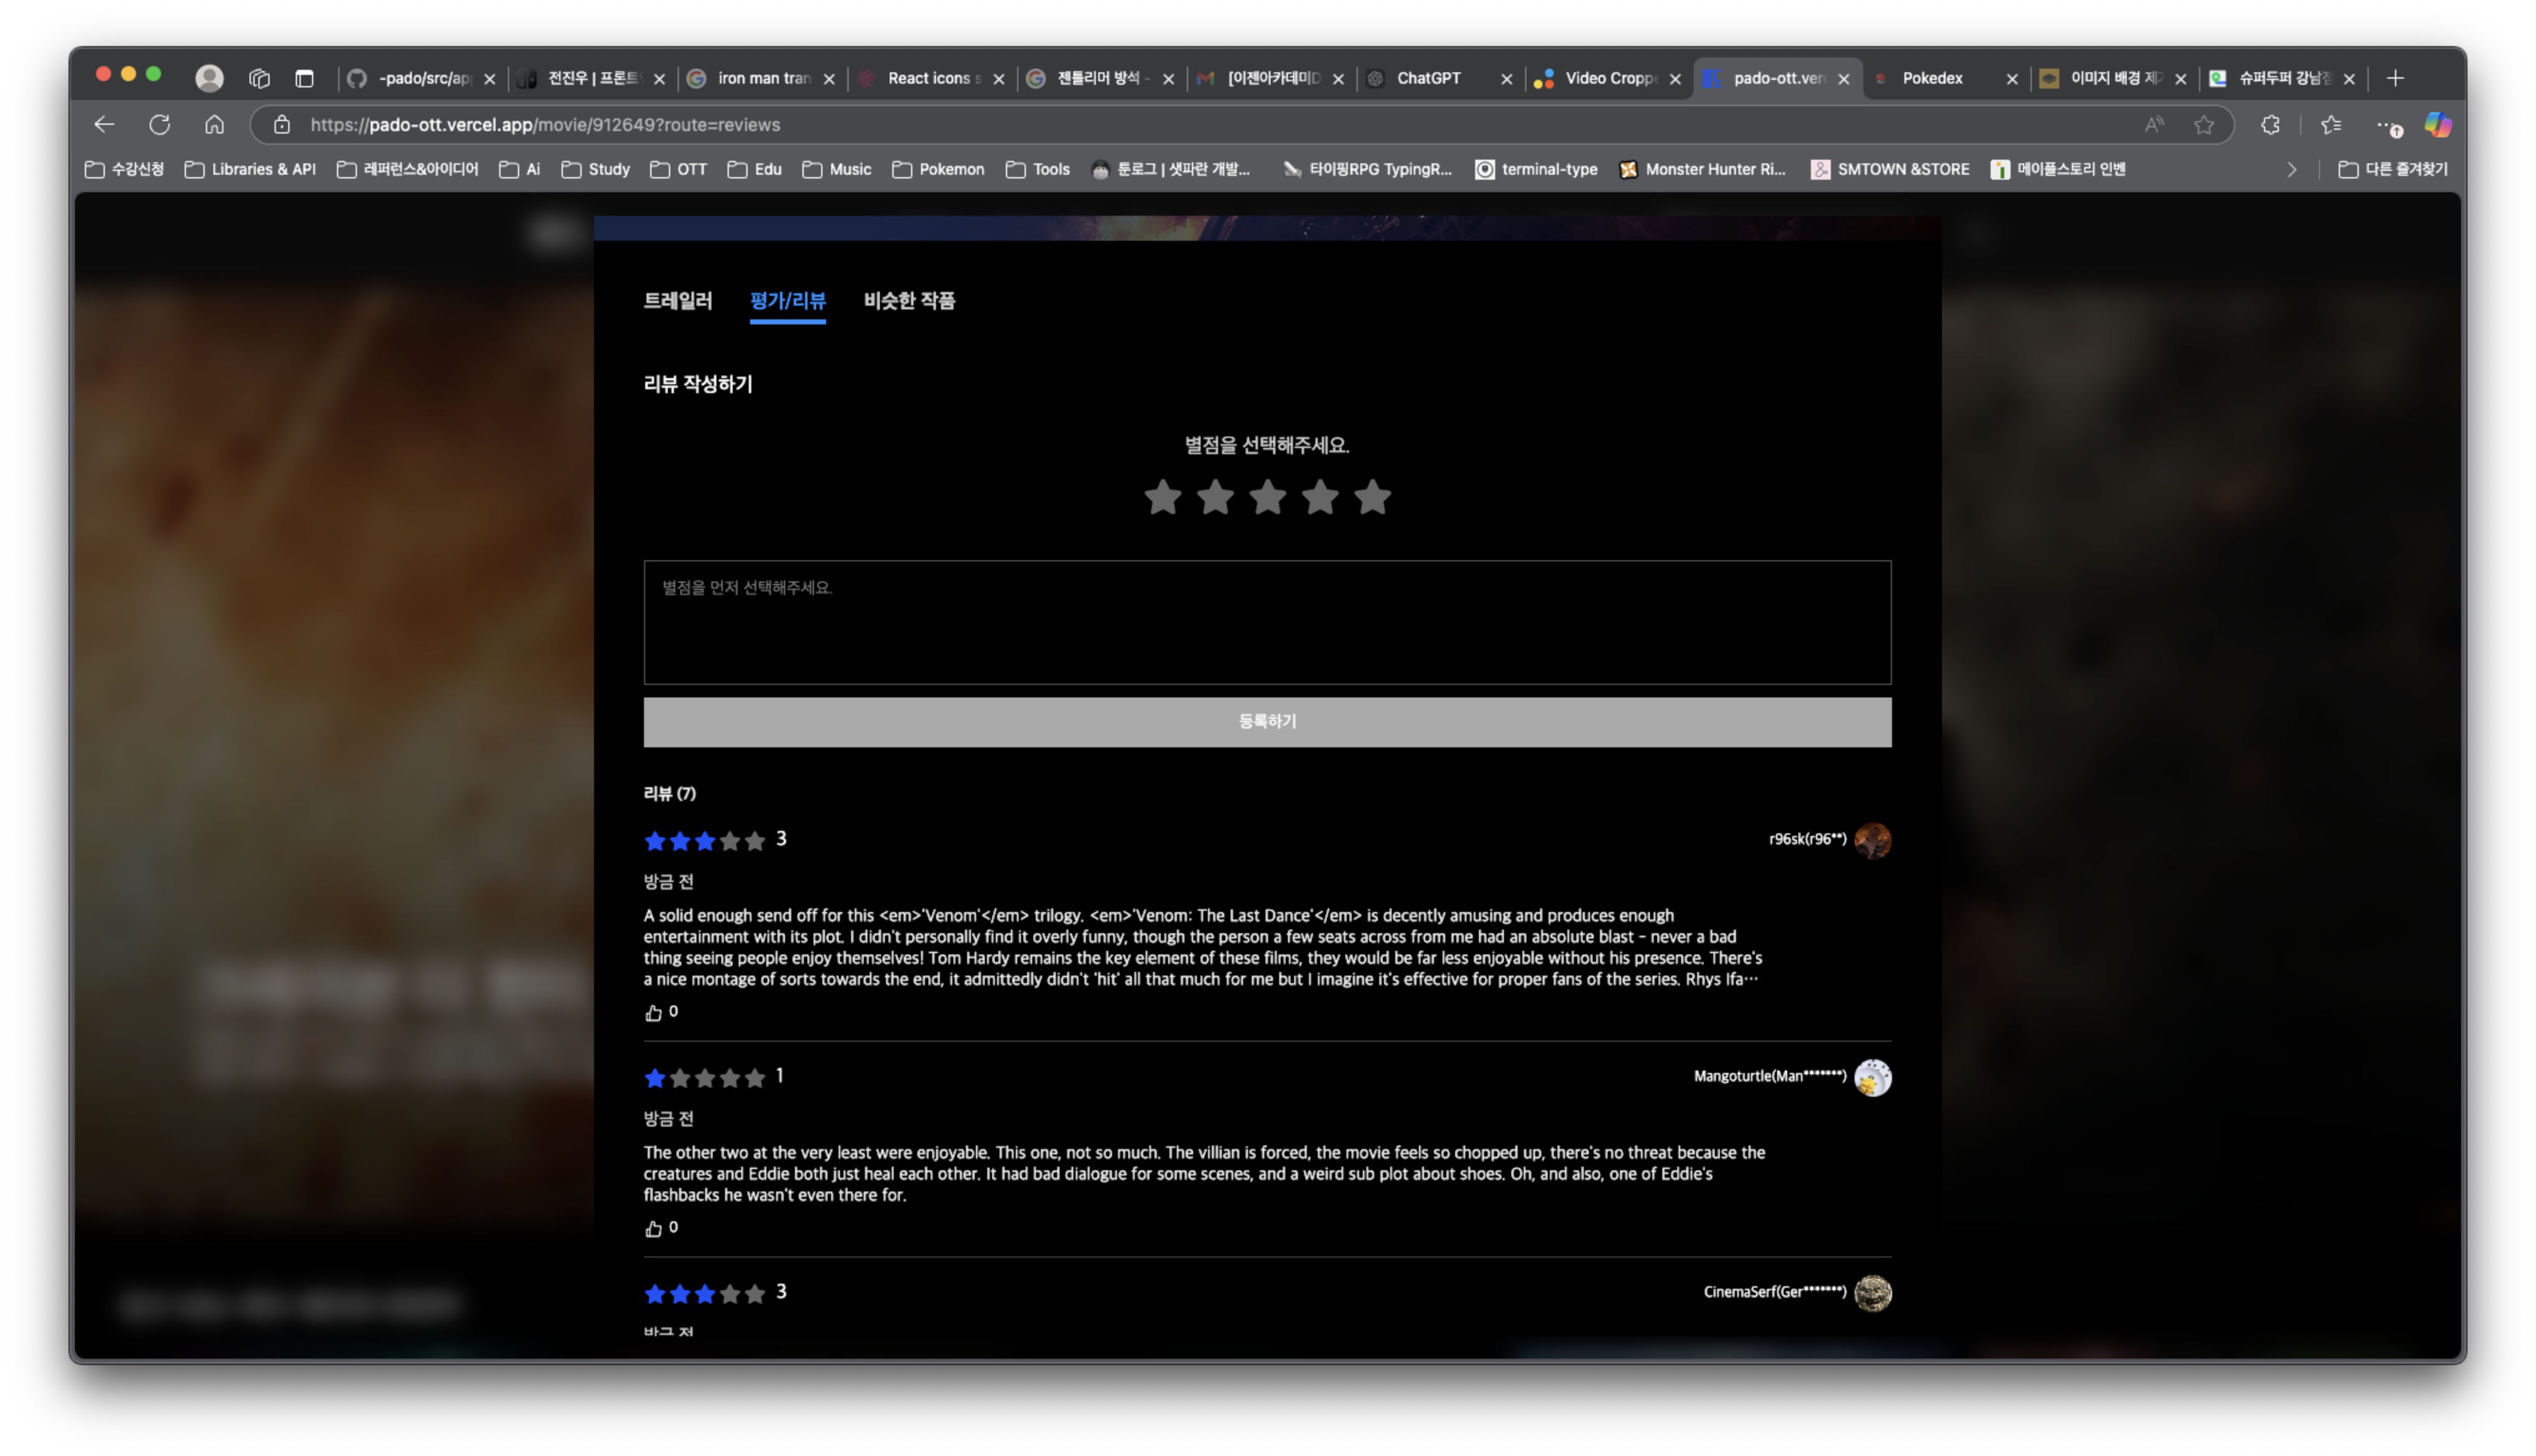 -pado/src/ap
전진우 | 프론트
iron man tran
React icons s
젠틀리머 방석 -
[이젠아카데미D
ChatGPT
Video Croppe
pado-ott.ver
Pokedex
이미지 배경 제
슈퍼두퍼 강남점
https://pado-ott.vercel.app/movie/912649?route=reviews
수강신청
Libraries & API
레퍼런스&아이디어
Ai
Study
OTT
Edu
Music
Pokemon
Tools
툰로그 | 샛파란 개발...
타이핑RPG TypingR...
terminal-type
Monster Hunter Ri...
SMTOWN &STORE
메이플스토리 인벤
다른 즐겨찾기
트레일러
평가/리뷰
비슷한 작품
리뷰 작성하기
별점을 선택해주세요.
별점을 먼저 선택해주세요.
등록하기
리뷰 (7)
3
r96sk(r96**)
방금 전
A solid enough send off for this <em>'Venom'</em> trilogy. <em>'Venom: The Last Dance'</em> is decently amusing and produces enough
entertainment with its plot. I didn't personally find it overly funny, though the person a few seats across from me had an absolute blast – never a bad
thing seeing people enjoy themselves! Tom Hardy remains the key element of these films, they would be far less enjoyable without his presence. There's
a nice montage of sorts towards the end, it admittedly didn't 'hit' all that much for me but I imagine it's effective for proper fans of the series. Rhys Ifa…
0
1
Mangoturtle(Man*******)
방금 전
The other two at the very least were enjoyable. This one, not so much. The villian is forced, the movie feels so chopped up, there's no threat because the
creatures and Eddie both just heal each other. It had bad dialogue for some scenes, and a weird sub plot about shoes. Oh, and also, one of Eddie's
flashbacks he wasn't even there for.
0
3
CinemaSerf(Ger*******)
방금 전